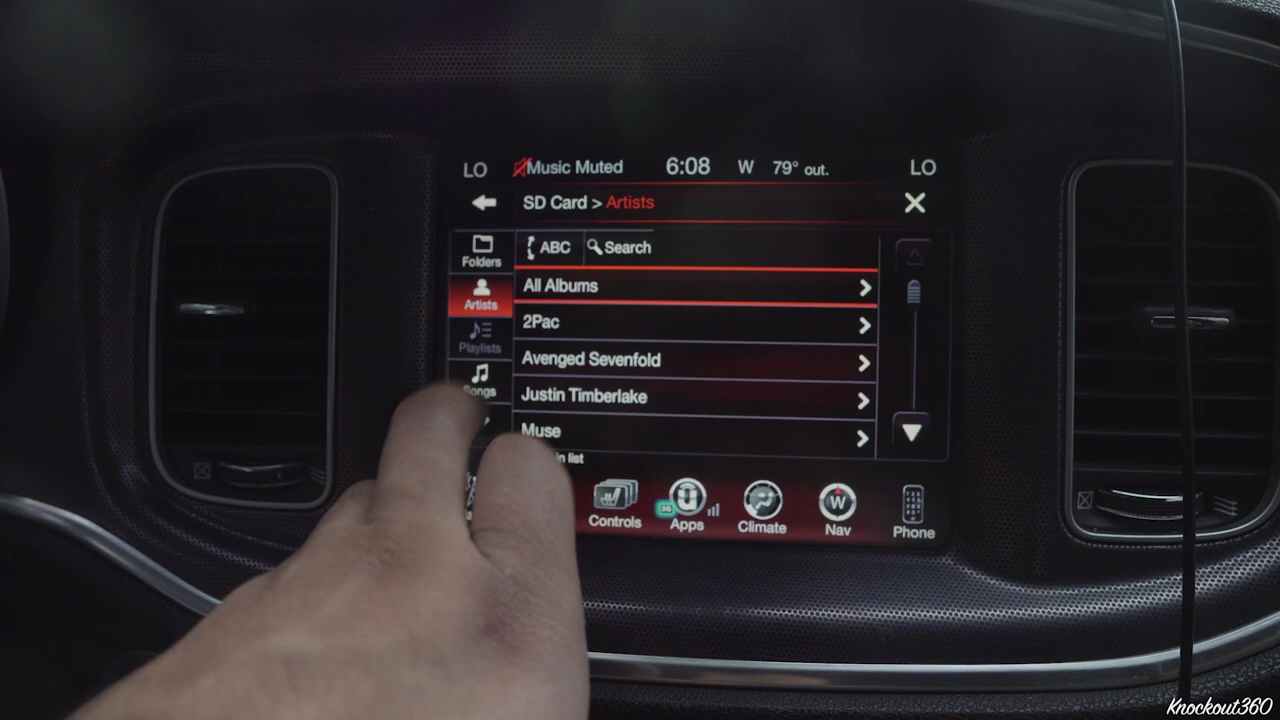 LO Music Muted 6:08 W 79° out. LO
SD Card > Artists
Folders
ABC Search
Artists
All Albums
2Pac
Playlists
Avenged Sevenfold
Songs
Justin Timberlake
Muse
in list
Controls
3G
Apps
Climate
W
Nav
Phone
Knockout360